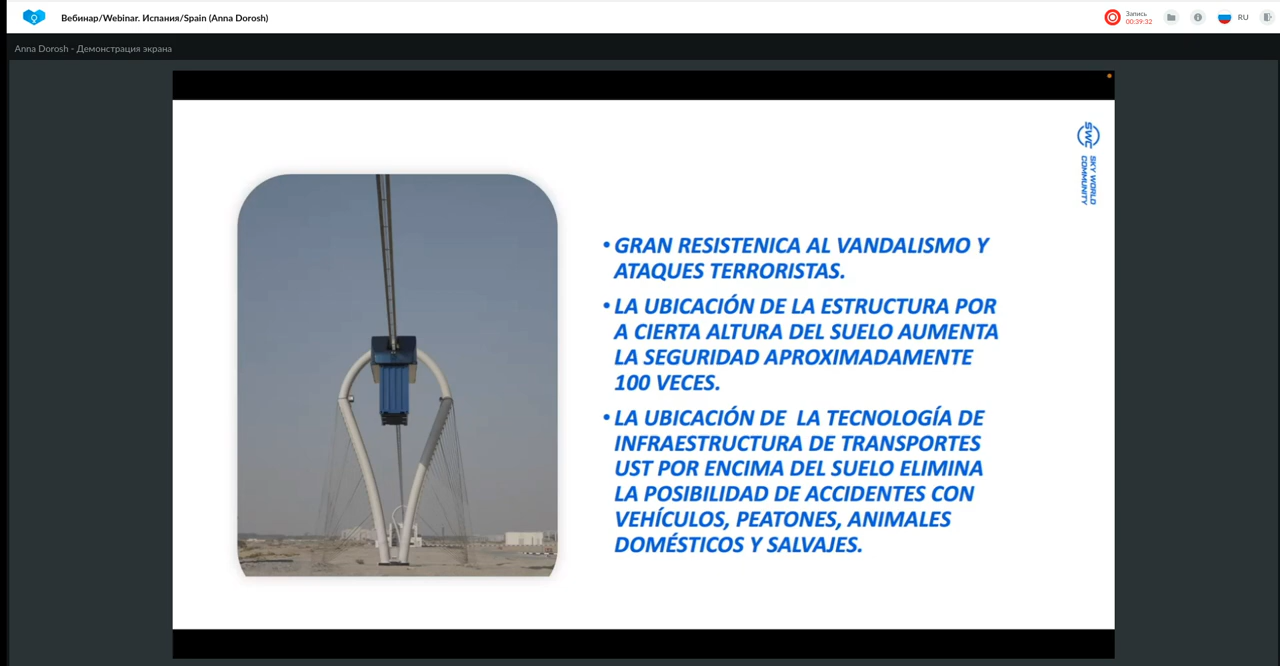 Вебинар/Webinar. Испания/Spain (Anna Dorosh)
Запись
00:39:32
RU
Anna Dorosh - Демонстрация экрана
SWC
SKY WORLD
COMMUNITY
• GRAN RESISTENICA AL VANDALISMO Y
ATAQUES TERRORISTAS.
• LA UBICACIÓN DE LA ESTRUCTURA POR
A CIERTA ALTURA DEL SUELO AUMENTA
LA SEGURIDAD APROXIMADAMENTE
100 VECES.
• LA UBICACIÓN DE LA TECNOLOGÍA DE
INFRAESTRUCTURA DE TRANSPORTES
UST POR ENCIMA DEL SUELO ELIMINA
LA POSIBILIDAD DE ACCIDENTES CON
VEHÍCULOS, PEATONES, ANIMALES
DOMÉSTICOS Y SALVAJES.